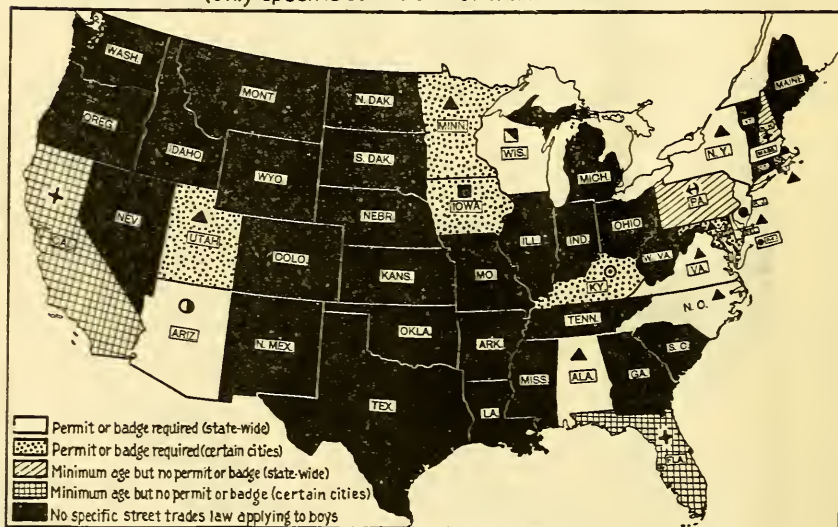 WASH.
MONT
N. DAK.
MINN.
MAINE
OREG.
IDAHO
S. DAK.
WIS.
MICH.
N.Y.
WYO.
IOWA
PA.
NEV.
UTAH
NEBR.
ILL.
IND.
OHIO
CAL.
COLO.
W. VA.
VA.
KANS.
MO.
KY.
ARIZ.
N. MEX.
OKLA.
ARK.
TENN.
N. C.
S. C.
TEX.
LA.
MISS.
ALA.
GA.
FLA.
Permit or badge required (state-wide)
Permit or badge required (certain cities)
Minimum age but no permit or badge (state-wide)
Minimum age but no permit or badge (certain cities)
No specific street trades law applying to boys